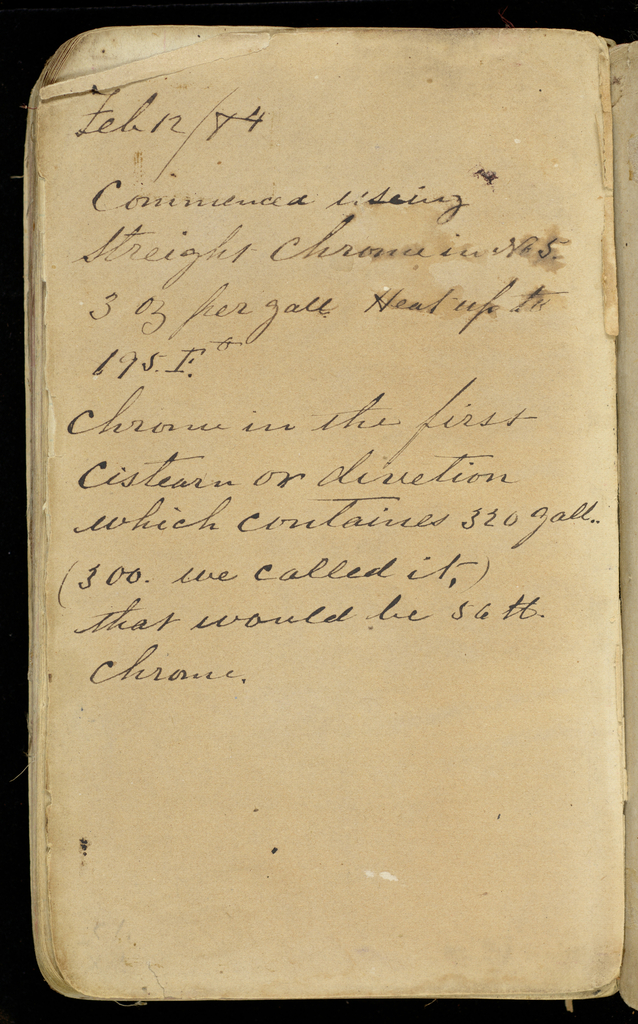 Feb 12/84
Commenced useing
Streight Chrome in No 5.
3 oz per gall. Heat up to
195. F.°
Chrome in the first
Cistearn or divetion
which containes 320 gall..
(300. we called it,)
that would be 56 lb.
Chrome.